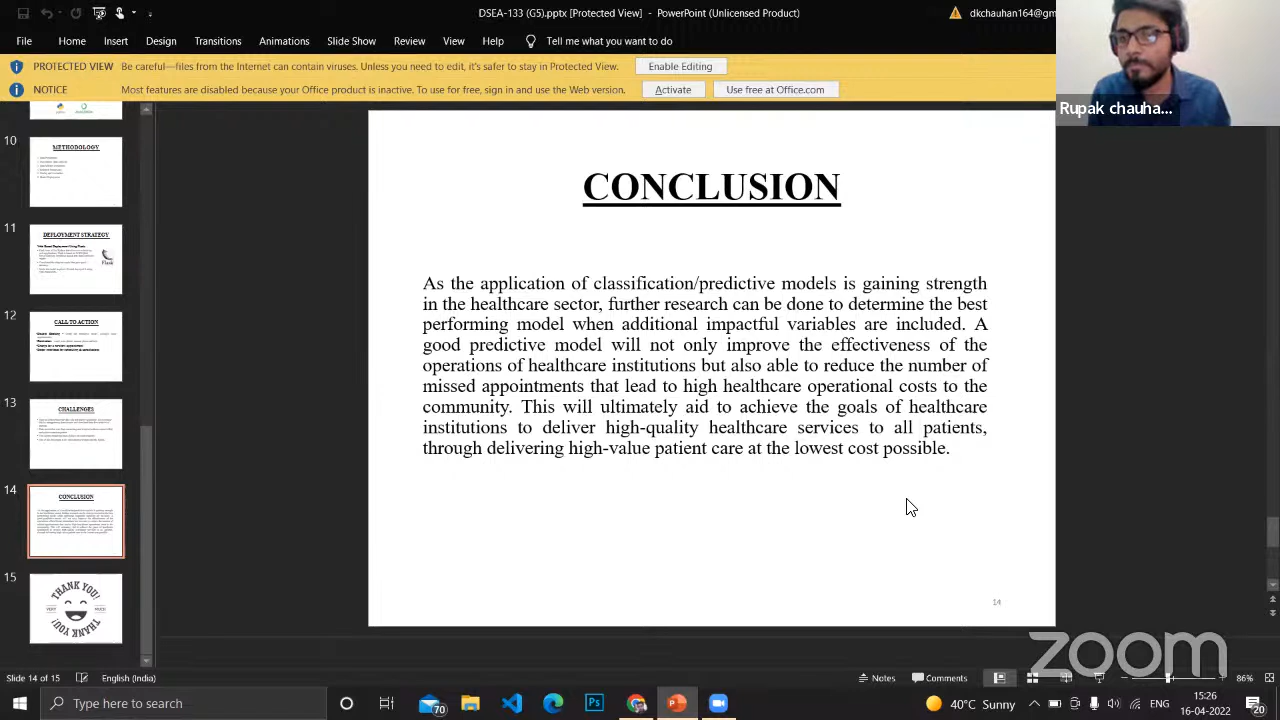 DSEA-133 (G5).pptx [Protected View] - PowerPoint (Unlicensed Product)
dkchauhan164@gm
File Home Insert Design Transitions Animations Slide Show Review View Help Tell me what you want to do
PROTECTED VIEW Be careful—files from the Internet can contain viruses. Unless you need to edit, it's safer to stay in Protected View. Enable Editing
NOTICE Most features are disabled because your Office product is inactive. To use for free, sign in and use the Web version. Activate Use free at Office.com
Rupak chauha...
10
METHODOLOGY
11
DEPLOYMENT STRATEGY
Flask
12
CALL TO ACTION
13
CHALLENGES
14
CONCLUSION
15
THANK YOU!
VERY MUCH
THANK YOU!
CONCLUSION
As the application of classification/predictive models is gaining strength
in the healthcare sector, further research can be done to determine the best
performing model when additional impactful variables are included. A
good predictive model will not only improve the effectiveness of the
operations of healthcare institutions but also able to reduce the number of
missed appointments that lead to high healthcare operational costs to the
community. This will ultimately aid to achieve the goals of healthcare
institutions to deliver high-quality healthcare services to all patients,
through delivering high-value patient care at the lowest cost possible.
14
zoom
Slide 14 of 15 English (India) Notes Comments 86%
Type here to search 70 Ps 40°C Sunny ENG 15:26
16-04-2022 20